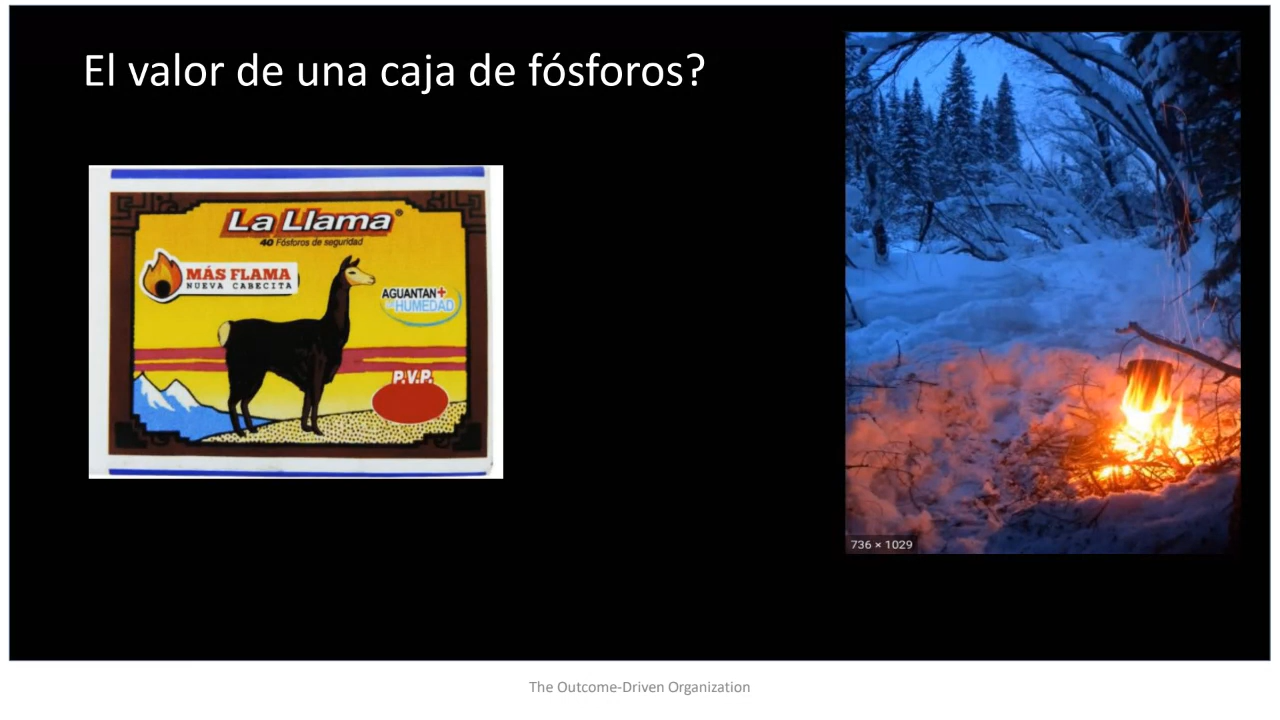 El valor de una caja de fósforos?
La Llama®
40 Fósforos de seguridad
MÁS FLAMA
NUEVA CABECITA
AGUANTAN+
HUMEDAD
P.V.P.
736 × 1029
The Outcome-Driven Organization